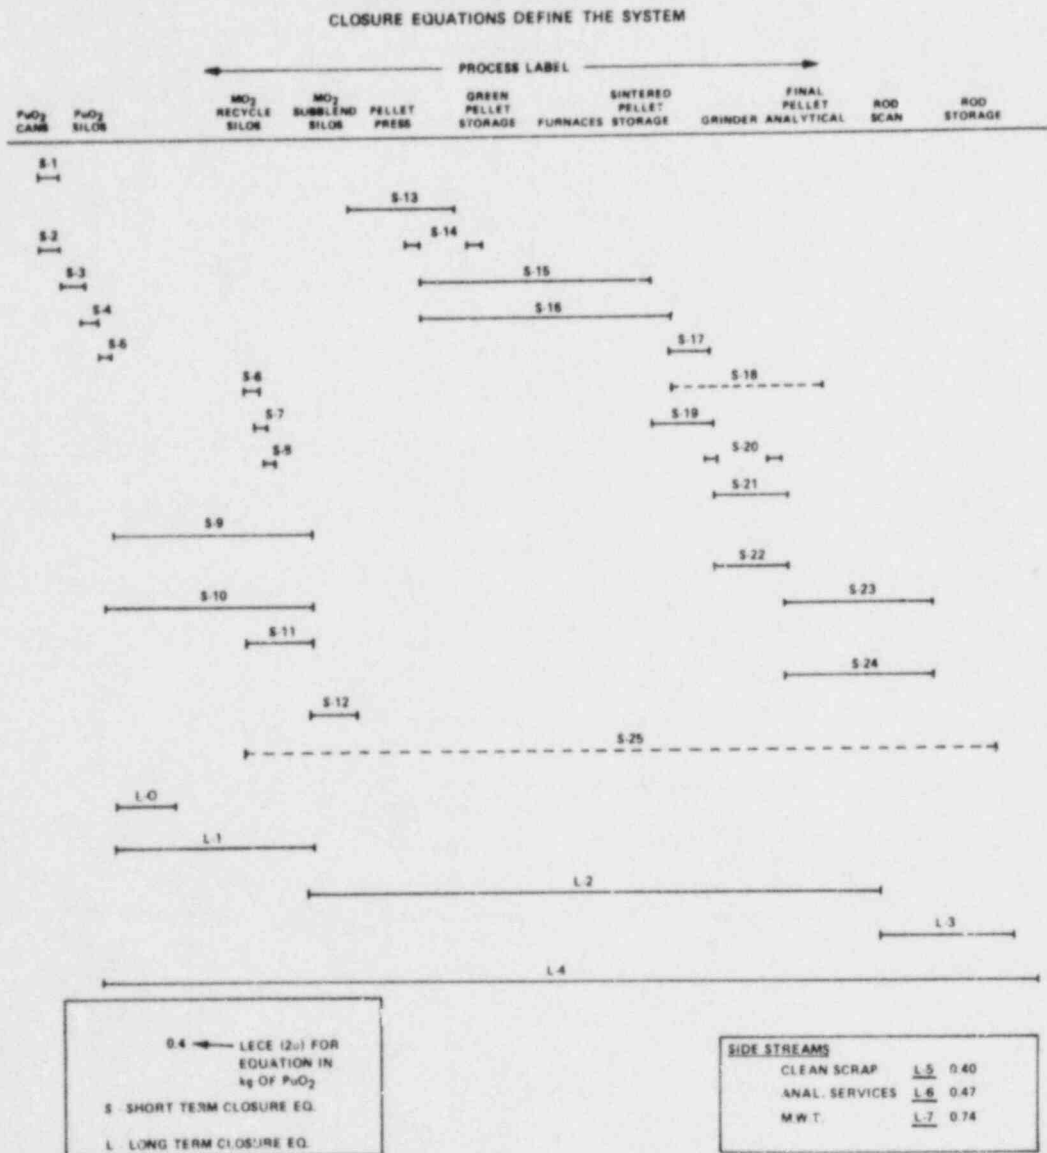 CLOSURE EQUATIONS DEFINE THE SYSTEM
PROCESS LABEL
PuO2 CANS
PuO2 SILOS
MO2 RECYCLE SILOS
MO2 SUBBLEND SILOS
PELLET PRESS
GREEN PELLET STORAGE
FURNACES
SINTERED PELLET STORAGE
GRINDER
FINAL PELLET ANALYTICAL
ROD SCAN
ROD STORAGE
S-1
S-13
S-2
S-14
S-3
S-15
S-4
S-16
S-5
S-17
S-6
S-18
S-7
S-19
S-8
S-20
S-21
S-9
S-22
S-10
S-23
S-11
S-24
S-12
S-25
L-O
L-1
L-2
L-3
L-4
0.4 LECE (2σ) FOR
EQUATION IN
kg OF PuO2
S - SHORT TERM CLOSURE EQ.
L - LONG TERM CLOSURE EQ.
SIDE STREAMS
CLEAN SCRAP L-5 0.40
ANAL. SERVICES L-6 0.47
M.W.T. L-7 0.74